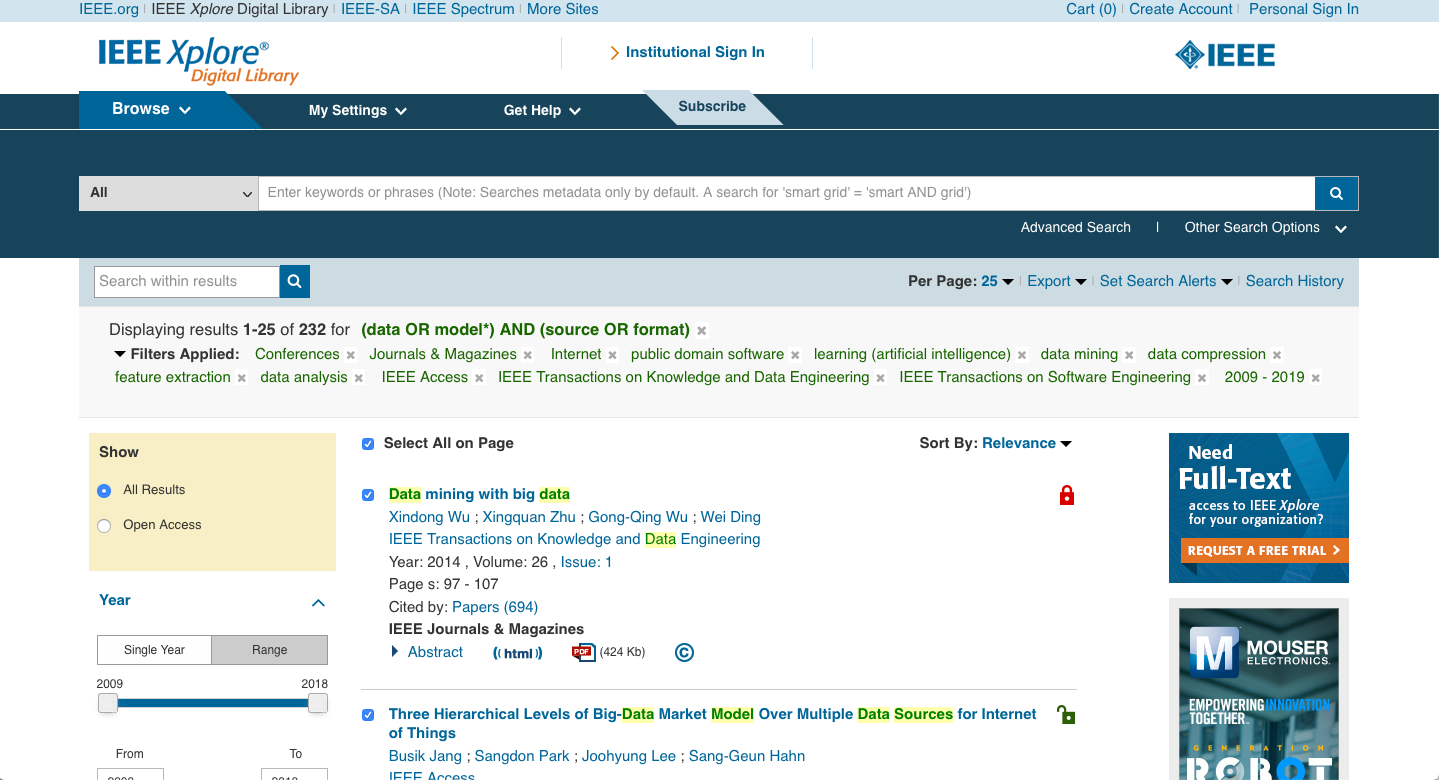 IEEE.org | IEEE Xplore Digital Library | IEEE-SA | IEEE Spectrum | More Sites
Cart (0) | Create Account | Personal Sign In
IEEE Xplore®
Digital Library
Institutional Sign In
IEEE
Browse
My Settings
Get Help
Subscribe
All
Enter keywords or phrases (Note: Searches metadata only by default. A search for 'smart grid' = 'smart AND grid')
Advanced Search | Other Search Options
Search within results
Per Page: 25 | Export | Set Search Alerts | Search History
Displaying results 1-25 of 232 for (data OR model*) AND (source OR format) ✖
Filters Applied: Conferences ✖ Journals & Magazines ✖ Internet ✖ public domain software ✖ learning (artificial intelligence) ✖ data mining ✖ data compression ✖
feature extraction ✖ data analysis ✖ IEEE Access ✖ IEEE Transactions on Knowledge and Data Engineering ✖ IEEE Transactions on Software Engineering ✖ 2009 - 2019 ✖
Show
All Results
Open Access
Year
Single Year
Range
2009
2018
From
To
2009
2018
Select All on Page
Sort By: Relevance
Data mining with big data
Xindong Wu ; Xingquan Zhu ; Gong-Qing Wu ; Wei Ding
IEEE Transactions on Knowledge and Data Engineering
Year: 2014 , Volume: 26 , Issue: 1
Page s: 97 - 107
Cited by: Papers (694)
IEEE Journals & Magazines
Abstract
((html))
PDF (424 Kb)
©
Three Hierarchical Levels of Big-Data Market Model Over Multiple Data Sources for Internet
of Things
Busik Jang ; Sangdon Park ; Joohyung Lee ; Sang-Geun Hahn
IEEE Access
Need
Full-Text
access to IEEE Xplore
for your organization?
REQUEST A FREE TRIAL
M
MOUSER
ELECTRONICS
EMPOWERING INNOVATION
TOGETHER
GENERATION
ROBOT